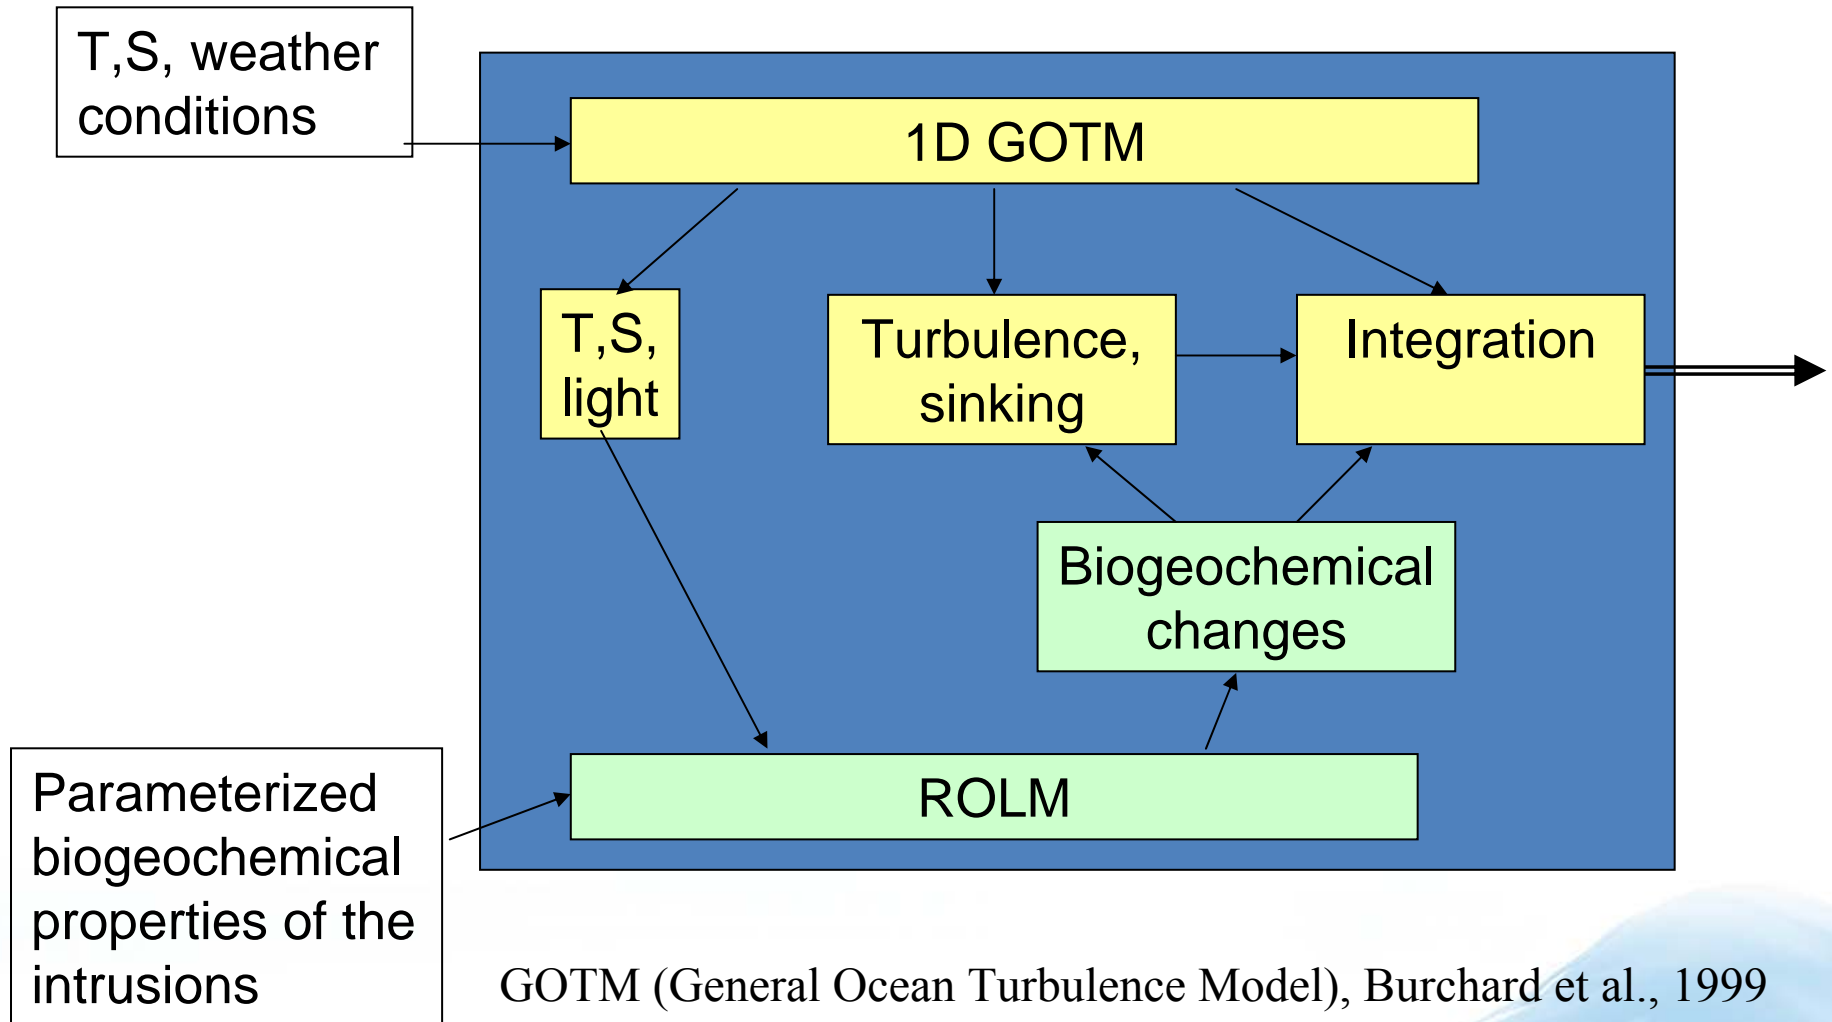 T,S, weather
conditions
1D GOTM
T,S,
light
Turbulence,
sinking
Integration
Biogeochemical
changes
ROLM
Parameterized
biogeochemical
properties of the
intrusions
GOTM (General Ocean Turbulence Model), Burchard et al., 1999